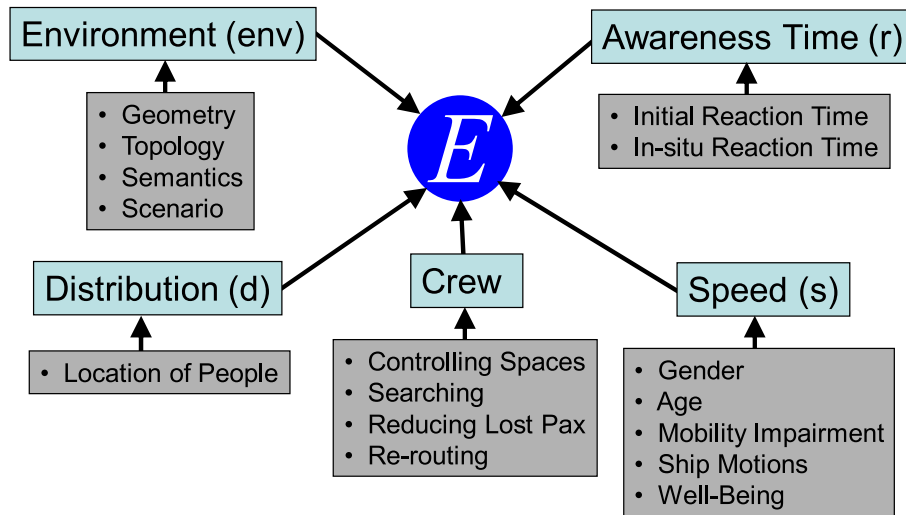 Environment (env)
• Geometry
• Topology
• Semantics
• Scenario
Awareness Time (r)
• Initial Reaction Time
• In-situ Reaction Time
E
Distribution (d)
• Location of People
Crew
• Controlling Spaces
• Searching
• Reducing Lost Pax
• Re-routing
Speed (s)
• Gender
• Age
• Mobility Impairment
• Ship Motions
• Well-Being